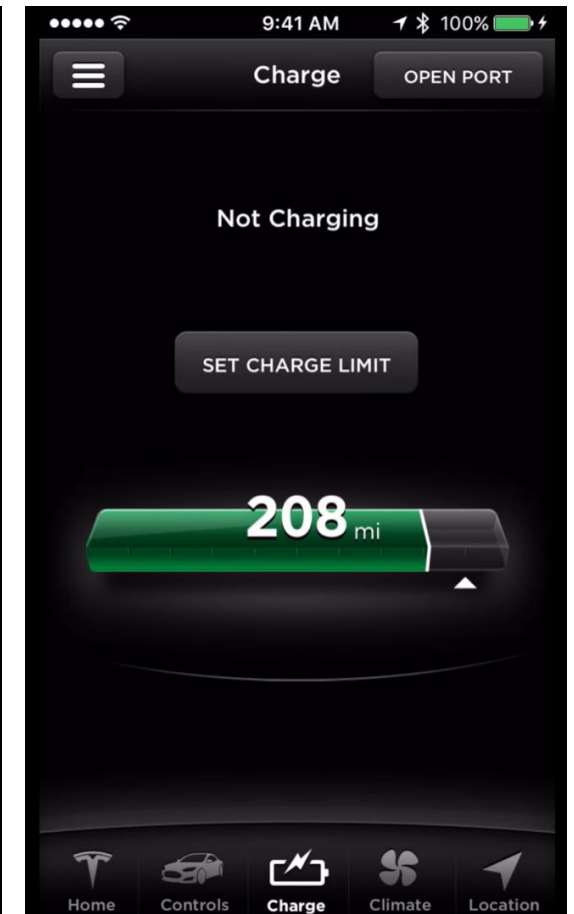 9:41 AM 100%
Charge OPEN PORT
Not Charging
SET CHARGE LIMIT
208 mi
Home Controls Charge Climate Location